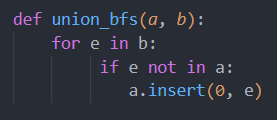 def union_bfs(a, b):
    for e in b:
        if e not in a:
            a.insert(0, e)